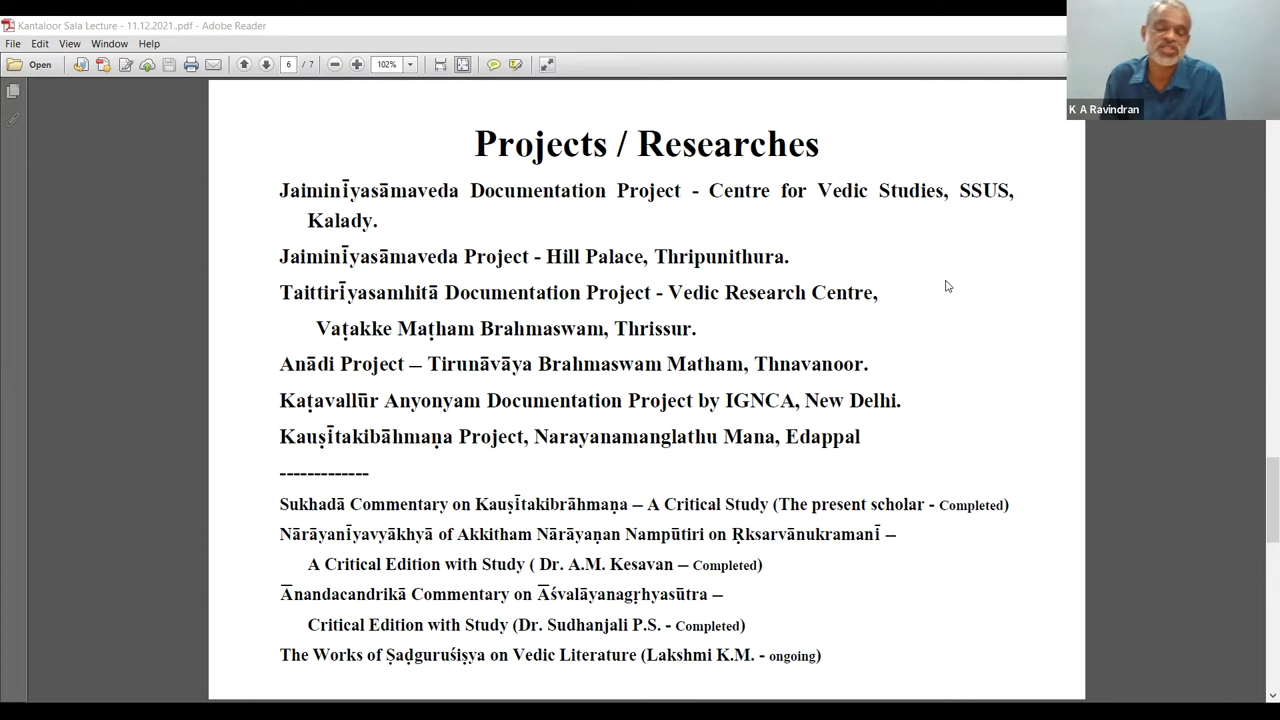 Kantaloor Sala Lecture - 11.12.2021..pdf - Adobe Reader
File Edit View Window Help
Open 6 / 7 102%
K A Ravindran
Projects / Researches
Jaiminīyasāmaveda Documentation Project - Centre for Vedic Studies, SSUS,
Kalady.
Jaiminīyasāmaveda Project - Hill Palace, Thripunithura.
Taittirīyasamhitā Documentation Project - Vedic Research Centre,
Vaṭakke Maṭham Brahmaswam, Thrissur.
Anādi Project – Tirunāvāya Brahmaswam Matham, Thnavanoor.
Kaṭavallūr Anyonyam Documentation Project by IGNCA, New Delhi.
Kauṣītakibāhmaṇa Project, Narayanamanglathu Mana, Edappal
-------------
Sukhadā Commentary on Kauṣītakibrāhmaṇa – A Critical Study (The present scholar - Completed)
Nārāyanīyavyākhyā of Akkitham Nārāyaṇan Nampūtiri on Ṛksarvānukramanī –
A Critical Edition with Study ( Dr. A.M. Kesavan – Completed)
Ānandacandrikā Commentary on Āśvalāyanagṛhyasūtra –
Critical Edition with Study (Dr. Sudhanjali P.S. - Completed)
The Works of Ṣaḍguruśiṣya on Vedic Literature (Lakshmi K.M. - ongoing)